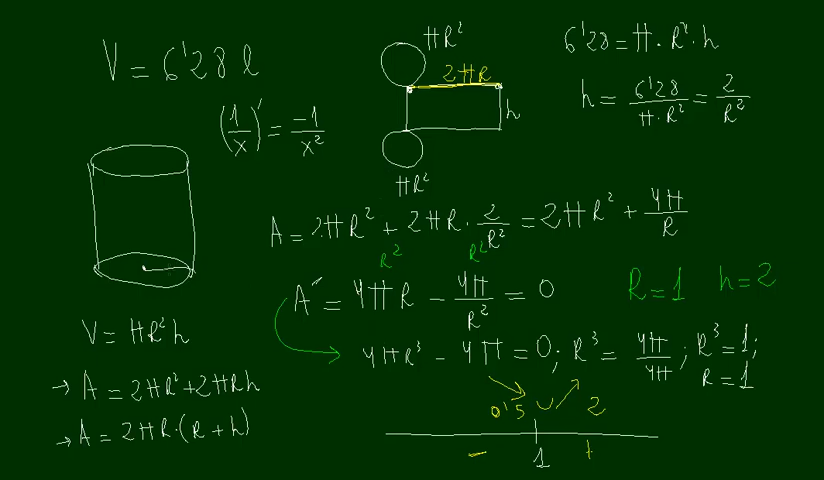 V = 6'28 l
(1/x)' = -1/x²
πR²
2πR
h
πR²
6'28 = π · R² · h
h = 6'28/(π · R²) = 2/R²
A = 2πR² + 2πR · 2/R² = 2πR² + 4π/R
R²
R²
A' = 4πR - 4π/R² = 0
R = 1 h = 2
4πR³ - 4π = 0; R³ = 4π/4π; R³ = 1;
R = 1
V = πR²h
→ A = 2πR² + 2πRh
→ A = 2πR·(R + h)
0'5 2
- 1 +